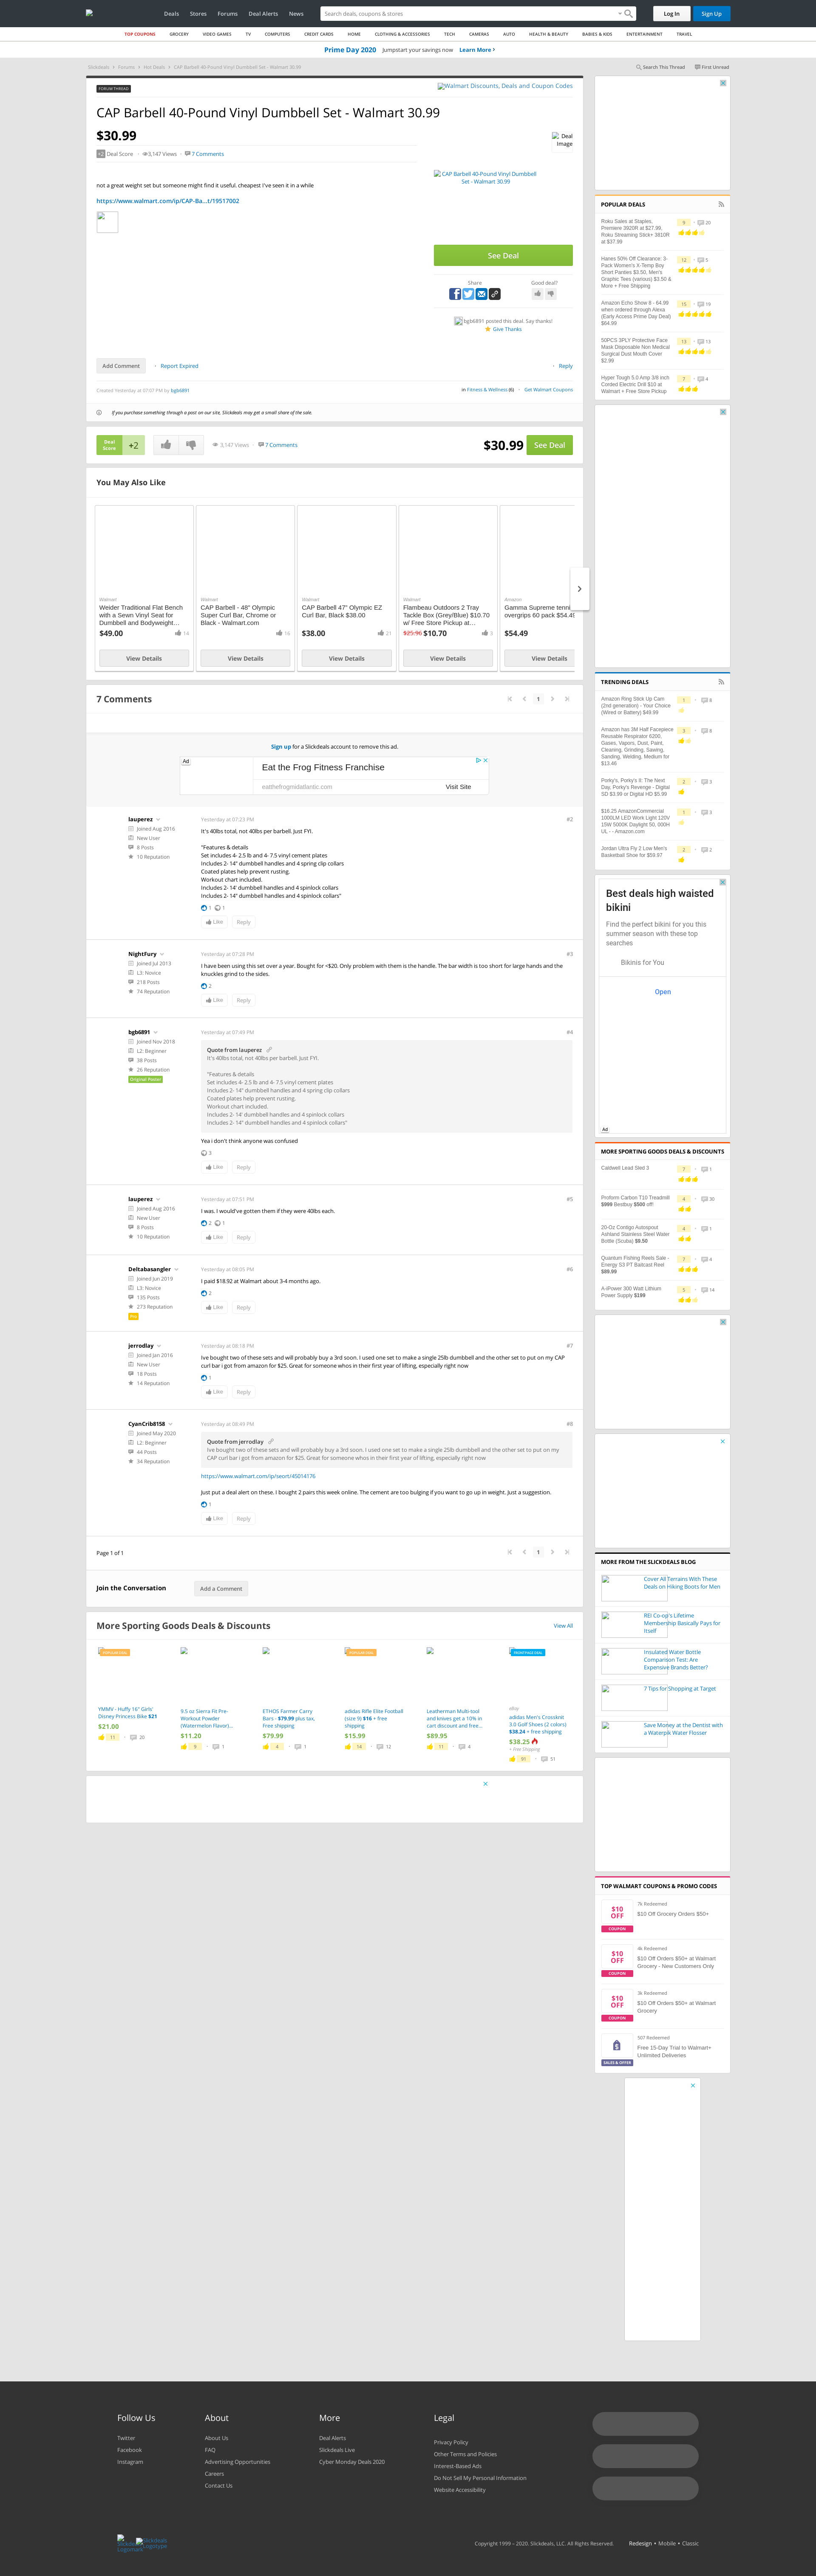 Deals Stores Forums Deal Alerts News
Search deals, coupons & stores
Log In
Sign Up
TOP COUPONS GROCERY VIDEO GAMES TV COMPUTERS CREDIT CARDS HOME CLOTHING & ACCESSORIES TECH CAMERAS AUTO HEALTH & BEAUTY BABIES & KIDS ENTERTAINMENT TRAVEL
Prime Day 2020 Jumpstart your savings now Learn More
Slickdeals Forums Hot Deals CAP Barbell 40-Pound Vinyl Dumbbell Set - Walmart 30.99
Search This Thread First Unread
FORUM THREAD
Walmart Discounts, Deals and Coupon Codes
CAP Barbell 40-Pound Vinyl Dumbbell Set - Walmart 30.99
$30.99
Deal Image
+2 Deal Score 3,147 Views 7 Comments
not a great weight set but someone might find it useful. cheapest I've seen it in a while
https://www.walmart.com/ip/CAP-Ba...t/19517002
CAP Barbell 40-Pound Vinyl Dumbbell
Set - Walmart 30.99
See Deal
Share
Good deal?
bgb6891 posted this deal. Say thanks!
Give Thanks
Add Comment
Report Expired
Reply
Created Yesterday at 07:07 PM by bgb6891
in Fitness & Wellness (6) Get Walmart Coupons
If you purchase something through a post on our site, Slickdeals may get a small share of the sale.
Deal
Score
+2
3,147 Views 7 Comments
$30.99
See Deal
You May Also Like
Walmart
Weider Traditional Flat Bench
with a Sewn Vinyl Seat for
Dumbbell and Bodyweight...
$49.00
14
View Details
Walmart
CAP Barbell - 48" Olympic
Super Curl Bar, Chrome or
Black - Walmart.com
16
View Details
Walmart
CAP Barbell 47" Olympic EZ
Curl Bar, Black $38.00
$38.00
21
View Details
Walmart
Flambeau Outdoors 2 Tray
Tackle Box (Grey/Blue) $10.70
w/ Free Store Pickup at...
$25.96 $10.70
3
View Details
Amazon
Gamma Supreme tenn
overgrips 60 pack $54.49
$54.49
View Details
7 Comments
1
Sign up for a Slickdeals account to remove this ad.
Ad
Eat the Frog Fitness Franchise
eatthefrogmidatlantic.com
Visit Site
lauperez
Joined Aug 2016
New User
8 Posts
10 Reputation
Yesterday at 07:23 PM
#2
It's 40lbs total, not 40lbs per barbell. Just FYI.
"Features & details
Set includes 4- 2.5 lb and 4- 7.5 vinyl cement plates
Includes 2- 14" dumbbell handles and 4 spring clip collars
Coated plates help prevent rusting.
Workout chart included.
Includes 2- 14' dumbbell handles and 4 spinlock collars
Includes 2- 14" dumbbell handles and 4 spinlock collars"
1 1
Like Reply
NightFury
Joined Jul 2013
L3: Novice
218 Posts
74 Reputation
Yesterday at 07:28 PM
#3
I have been using this set over a year. Bought for <$20. Only problem with them is the handle. The bar width is too short for large hands and the
knuckles grind to the sides.
2
Like Reply
bgb6891
Joined Nov 2018
L2: Beginner
38 Posts
26 Reputation
Original Poster
Yesterday at 07:49 PM
#4
Quote from lauperez
It's 40lbs total, not 40lbs per barbell. Just FYI.
"Features & details
Set includes 4- 2.5 lb and 4- 7.5 vinyl cement plates
Includes 2- 14" dumbbell handles and 4 spring clip collars
Coated plates help prevent rusting.
Workout chart included.
Includes 2- 14' dumbbell handles and 4 spinlock collars
Includes 2- 14" dumbbell handles and 4 spinlock collars"
Yea i don't think anyone was confused
3
Like Reply
lauperez
Joined Aug 2016
New User
8 Posts
10 Reputation
Yesterday at 07:51 PM
#5
I was. I would've gotten them if they were 40lbs each.
2 1
Like Reply
Deltabasangler
Joined Jun 2019
L3: Novice
135 Posts
273 Reputation
Pro
Yesterday at 08:05 PM
#6
I paid $18.92 at Walmart about 3-4 months ago.
2
Like Reply
jerrodlay
Joined Jan 2016
New User
18 Posts
14 Reputation
Yesterday at 08:18 PM
#7
Ive bought two of these sets and will probably buy a 3rd soon. I used one set to make a single 25lb dumbbell and the other set to put on my CAP
curl bar i got from amazon for $25. Great for someone whos in their first year of lifting, especially right now
1
Like Reply
CyanCrib8158
Joined May 2020
L2: Beginner
44 Posts
34 Reputation
Yesterday at 08:49 PM
#8
Quote from jerrodlay
Ive bought two of these sets and will probably buy a 3rd soon. I used one set to make a single 25lb dumbbell and the other set to put on my
CAP curl bar i got from amazon for $25. Great for someone whos in their first year of lifting, especially right now
https://www.walmart.com/ip/seort/45014176
Just put a deal alert on these. I bought 2 pairs this week online. The cement are too bulging if you want to go up in weight. Just a suggestion.
1
Like Reply
Page 1 of 1
1
Join the Conversation
Add a Comment
More Sporting Goods Deals & Discounts
View All
POPULAR DEAL
YMMV - Huffy 16" Girls'
Disney Princess Bike $21
$21.00
11 20
9.5 oz Sierra Fit Pre-
Workout Powder
(Watermelon Flavor)...
$11.20
9 1
ETHOS Farmer Carry
Bars - $79.99 plus tax,
Free shipping
$79.99
4 1
POPULAR DEAL
adidas Rifle Elite Football
(size 9) $16 + free
shipping
$15.99
14 12
Leatherman Multi-tool
and knives get a 10% in
cart discount and free...
$89.95
11 4
FRONTPAGE DEAL
eBay
adidas Men's Crossknit
3.0 Golf Shoes (2 colors)
$38.24 + free shipping
$38.25
+ Free Shipping
91 51
POPULAR DEALS
Roku Sales at Staples,
Premiere 3920R at $27.99,
Roku Streaming Stick+ 3810R
at $37.99
9 20
Hanes 50% Off Clearance: 3-
Pack Women's X-Temp Boy
Short Panties $3.50, Men's
Graphic Tees (various) $3.50 &
More + Free Shipping
12 5
Amazon Echo Show 8 - 64.99
when ordered through Alexa
(Early Access Prime Day Deal)
$64.99
15 19
50PCS 3PLY Protective Face
Mask Disposable Non Medical
Surgical Dust Mouth Cover
$2.99
13 13
Hyper Tough 5.0 Amp 3/8 inch
Corded Electric Drill $10 at
Walmart + Free Store Pickup
7 4
TRENDING DEALS
Amazon Ring Stick Up Cam
(2nd generation) - Your Choice
(Wired or Battery) $49.99
1 8
Amazon has 3M Half Facepiece
Reusable Respirator 6200,
Gases, Vapors, Dust, Paint,
Cleaning, Grinding, Sawing,
Sanding, Welding, Medium for
$13.46
3 8
Porky's, Porky's II: The Next
Day, Porky's Revenge - Digital
SD $3.99 or Digital HD $5.99
2 3
$16.25 AmazonCommercial
1000LM LED Work Light 120V
15W 5000K Daylight 50, 000H
UL - - Amazon.com
1 3
Jordan Ultra Fly 2 Low Men's
Basketball Shoe for $59.97
2 2
Best deals high waisted
bikini
Find the perfect bikini for you this
summer season with these top
searches
Bikinis for You
Open
Ad
MORE SPORTING GOODS DEALS & DISCOUNTS
Caldwell Lead Sled 3
7 1
Proform Carbon T10 Treadmill
$999 Bestbuy $500 off!
4 30
20-Oz Contigo Autospout
Ashland Stainless Steel Water
Bottle (Scuba) $9.50
4 1
Quantum Fishing Reels Sale -
Energy S3 PT Baitcast Reel
$89.99
7 4
A-iPower 300 Watt Lithium
Power Supply $199
5 14
MORE FROM THE SLICKDEALS BLOG
Cover All Terrains With These
Deals on Hiking Boots for Men
REI Co-op's Lifetime
Membership Basically Pays for
Itself
Insulated Water Bottle
Comparison Test: Are
Expensive Brands Better?
7 Tips for Shopping at Target
Save Money at the Dentist with
a Waterpik Water Flosser
TOP WALMART COUPONS & PROMO CODES
$10
OFF
COUPON
7k Redeemed
$10 Off Grocery Orders $50+
$10
OFF
COUPON
4k Redeemed
$10 Off Orders $50+ at Walmart
Grocery - New Customers Only
$10
OFF
COUPON
3k Redeemed
$10 Off Orders $50+ at Walmart
Grocery
SALES & OFFER
507 Redeemed
Free 15-Day Trial to Walmart+
Unlimited Deliveries
Follow Us
Twitter
Facebook
Instagram
About
About Us
FAQ
Advertising Opportunities
Careers
Contact Us
More
Deal Alerts
Slickdeals Live
Cyber Monday Deals 2020
Legal
Privacy Policy
Other Terms and Policies
Interest-Based Ads
Do Not Sell My Personal Information
Website Accessibility
Slickdeals
Logotype
Copyright 1999 - 2020. Slickdeals, LLC. All Rights Reserved. Redesign • Mobile • Classic